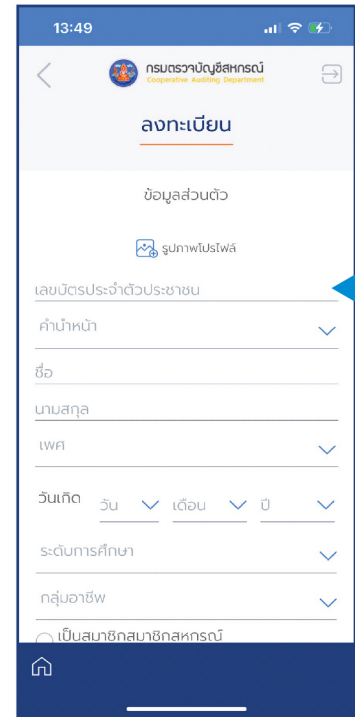 13:49
กรมตรวจบัญชีสหกรณ์
Cooperative Auditing Department
ลงทะเบียน
ข้อมูลส่วนตัว
รูปภาพโปรไฟล์
เลขบัตรประจำตัวประชาชน
คำนำหน้า
ชื่อ
นามสกุล
เพศ
วันเกิด วัน เดือน ปี
ระดับการศึกษา
กลุ่มอาชีพ
เป็นสมาชิกสมาชิกสหกรณ์